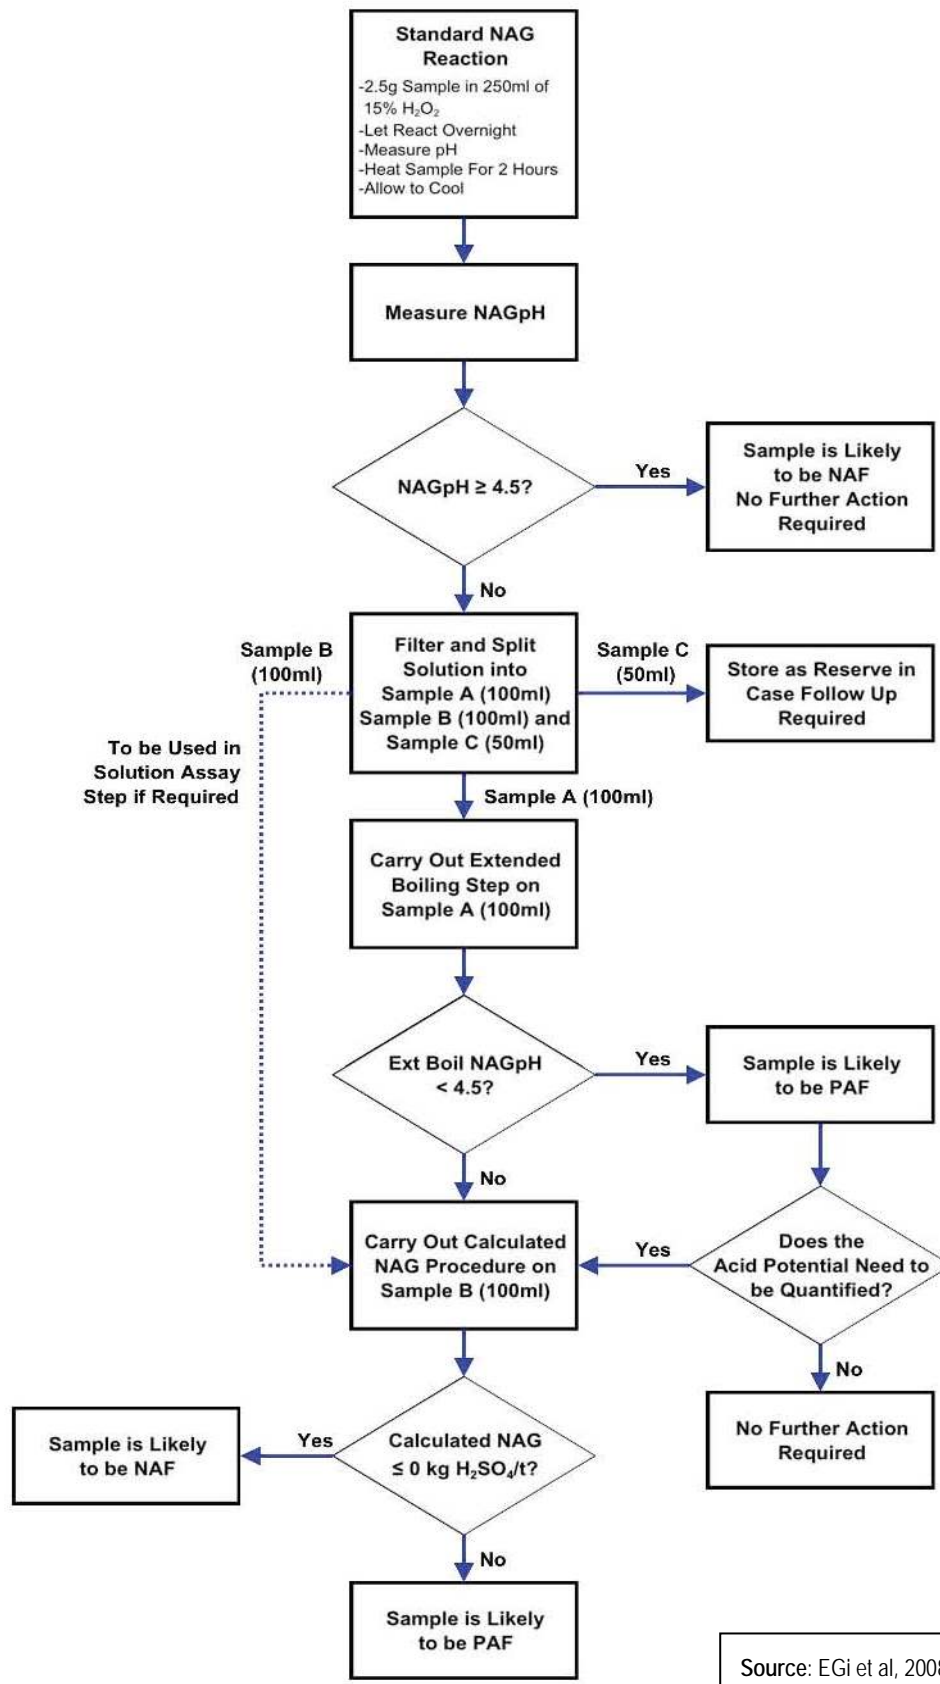 Standard NAG
Reaction
-2.5g Sample in 250ml of
15% H₂O₂
-Let React Overnight
-Measure pH
-Heat Sample For 2 Hours
-Allow to Cool
Measure NAGpH
NAGpH ≥ 4.5?
Yes
Sample is Likely
to be NAF
No Further Action
Required
No
Sample B
(100ml)
Filter and Split
Solution into
Sample A (100ml)
Sample B (100ml) and
Sample C (50ml)
Sample C
(50ml)
Store as Reserve in
Case Follow Up
Required
To be Used in
Solution Assay
Step if Required
Sample A (100ml)
Carry Out Extended
Boiling Step on
Sample A (100ml)
Ext Boil NAGpH
< 4.5?
Yes
Sample is Likely
to be PAF
No
Carry Out Calculated
NAG Procedure on
Sample B (100ml)
Yes
Does the
Acid Potential Need to
be Quantified?
No
No Further Action
Required
Calculated NAG
≤ 0 kg H₂SO₄/t?
Yes
Sample is Likely
to be NAF
No
Sample is Likely
to be PAF
Source: EGi et al, 2008